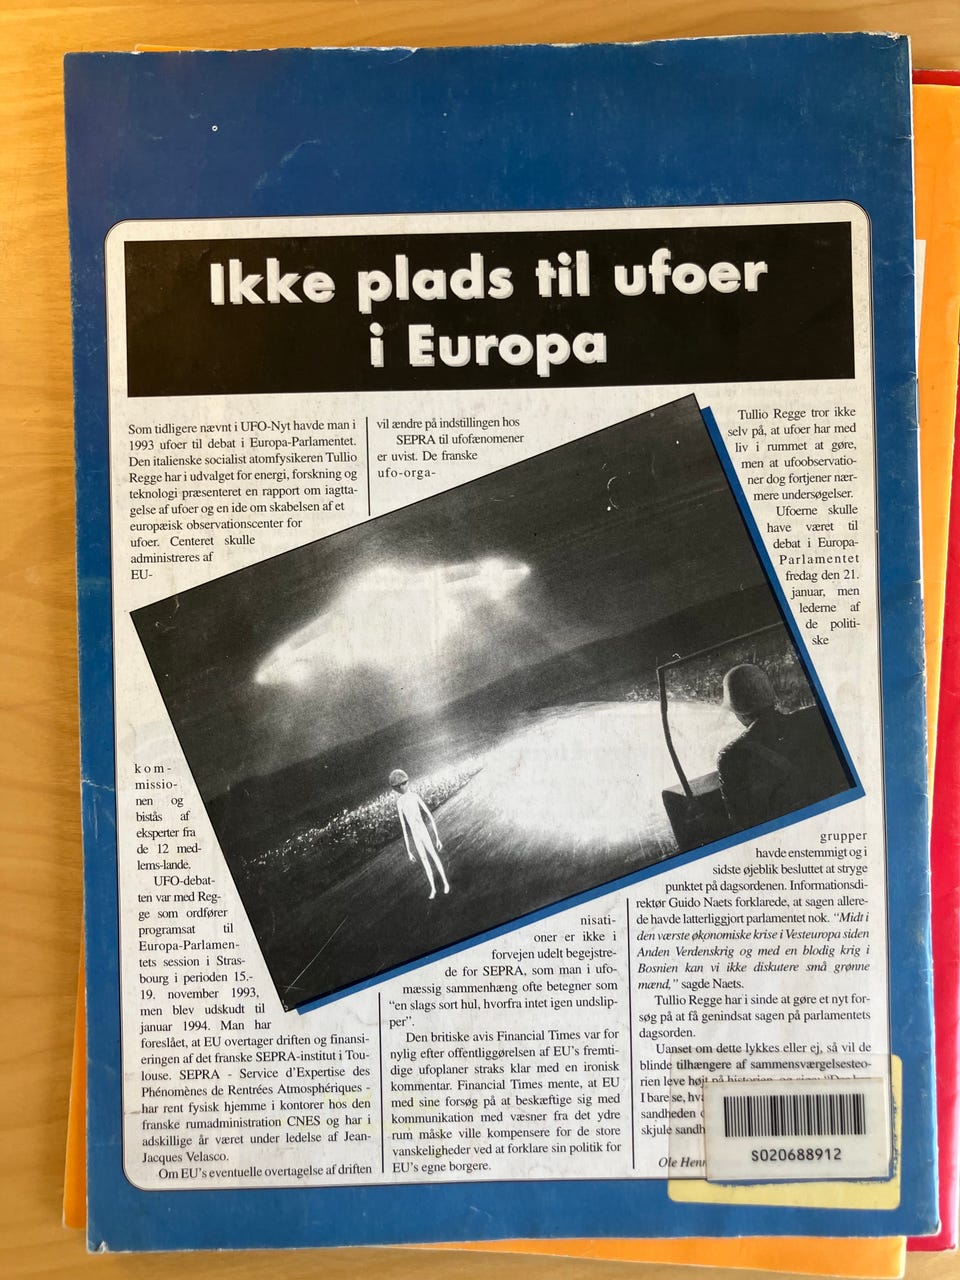 Ikke plads til ufoer
i Europa
Som tidligere nævnt i UFO-Nyt havde man i
1993 ufoer til debat i Europa-Parlamentet.
Den italienske socialist atomfysikeren Tullio
Regge har i udvalget for energi, forskning og
teknologi præsenteret en rapport om iagtta-
gelse af ufoer og en ide om skabelsen af et
europæisk observationscenter for
ufoer. Centeret skulle
administreres af
EU-
kom-
missio-
nen og
bistås af
eksperter fra
de 12 med-
lems-lande.
UFO-debat-
ten var med Reg-
ge som ordfører
programsat til
Europa-Parlamen-
tets session i Stras-
bourg i perioden 15.-
19. november 1993,
men blev udskudt til
januar 1994. Man har
foreslået, at EU overtager driften og finansi-
eringen af det franske SEPRA-institut i Tou-
louse. SEPRA - Service d'Expertise des
Phénomènes de Rentrées Atmosphériques -
har rent fysisk hjemme i kontorer hos den
franske rumadministration CNES og har i
adskillige år været under ledelse af Jean-
Jacques Velasco.
Om EU's eventuelle overtagelse af driften
vil ændre på indstillingen hos
SEPRA til ufofænomener
er uvist. De franske
ufo-orga-
nisati-
oner er ikke i
forvejen udelt begejstre-
de for SEPRA, som man i ufo-
mæssig sammenhæng ofte betegner som
"en slags sort hul, hvorfra intet igen undslip-
per".
Den britiske avis Financial Times var for
nylig efter offentliggørelsen af EU's fremti-
dige ufoplaner straks klar med en ironisk
kommentar. Financial Times mente, at EU
med sine forsøg på at beskæftige sig med
kommunikation med væsner fra det ydre
rum måske ville kompensere for de store
vanskeligheder ved at forklare sin politik for
EU's egne borgere.
Tullio Regge tror ikke
selv på, at ufoer har med
liv i rummet at gøre,
men at ufoobservatio-
ner dog fortjener nær-
mere undersøgelser.
Ufoerne skulle
have været til
debat i Europa-
Parlamentet
fredag den 21.
januar, men
lederne af
de politi-
ske
grupper
havde enstemmigt og i
sidste øjeblik besluttet at stryge
punktet på dagsordenen. Informationsdi-
rektør Guido Naets forklarede, at sagen allere-
de havde latterliggjort parlamentet nok. "Midt i
den værste økonomiske krise i Vesteuropa siden
Anden Verdenskrig og med en blodig krig i
Bosnien kan vi ikke diskutere små grønne
mænd," sagde Naets.
Tullio Regge har i sinde at gøre et nyt for-
søg på at få genindsat sagen på parlamentets
dagsorden.
Uanset om dette lykkes eller ej, så vil de
blinde tilhængere af sammensværgelsesteo-
rien leve højt på historien og sige:
I bare se,
sandheden
skjule
Ole
S020688912